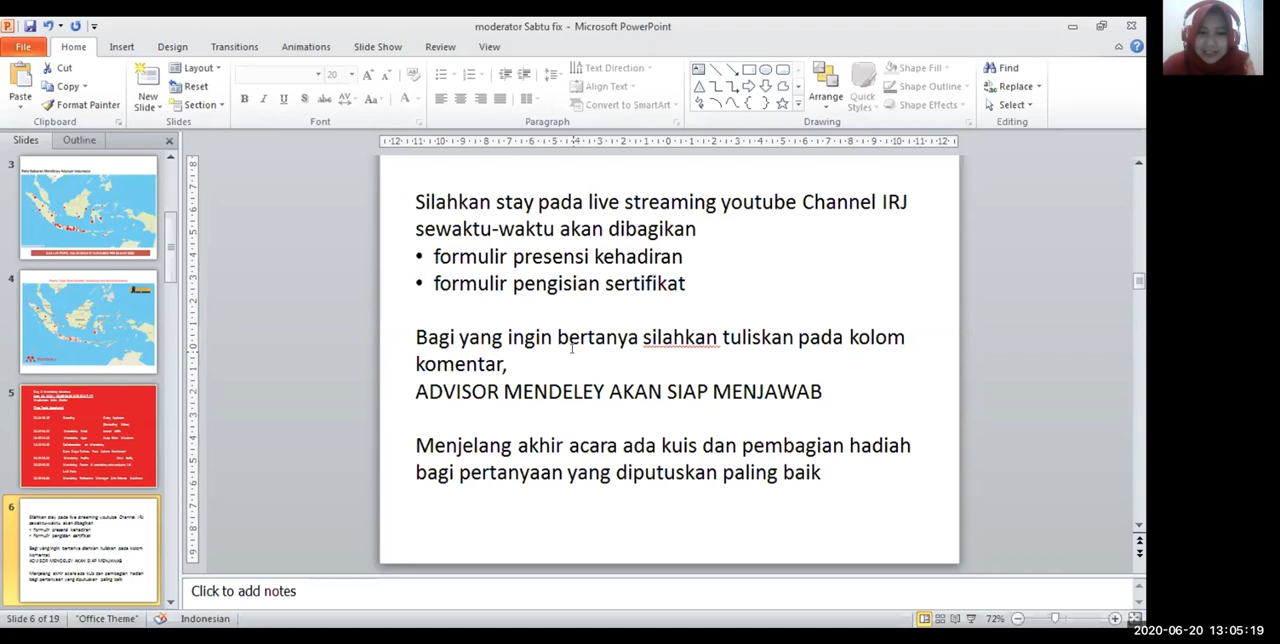 moderator Sabtu fix - Microsoft PowerPoint
File Home Insert Design Transitions Animations Slide Show Review View
Cut
Copy
Format Painter
Paste
Clipboard
New Slide
Layout
Reset
Section
Slides
20
Font
Text Direction
Align Text
Convert to SmartArt
Paragraph
Arrange
Quick Styles
Shape Fill
Shape Outline
Shape Effects
Drawing
Find
Replace
Select
Editing
Slides Outline
3
4
5
6
Silahkan stay pada live streaming youtube Channel IRJ
sewaktu-waktu akan dibagikan
• formulir presensi kehadiran
• formulir pengisian sertifikat
Bagi yang ingin bertanya silahkan tuliskan pada kolom
komentar,
ADVISOR MENDELEY AKAN SIAP MENJAWAB
Menjelang akhir acara ada kuis dan pembagian hadiah
bagi pertanyaan yang diputuskan paling baik
Click to add notes
Slide 6 of 19 "Office Theme" Indonesian 72%
2020-06-20 13:05:19